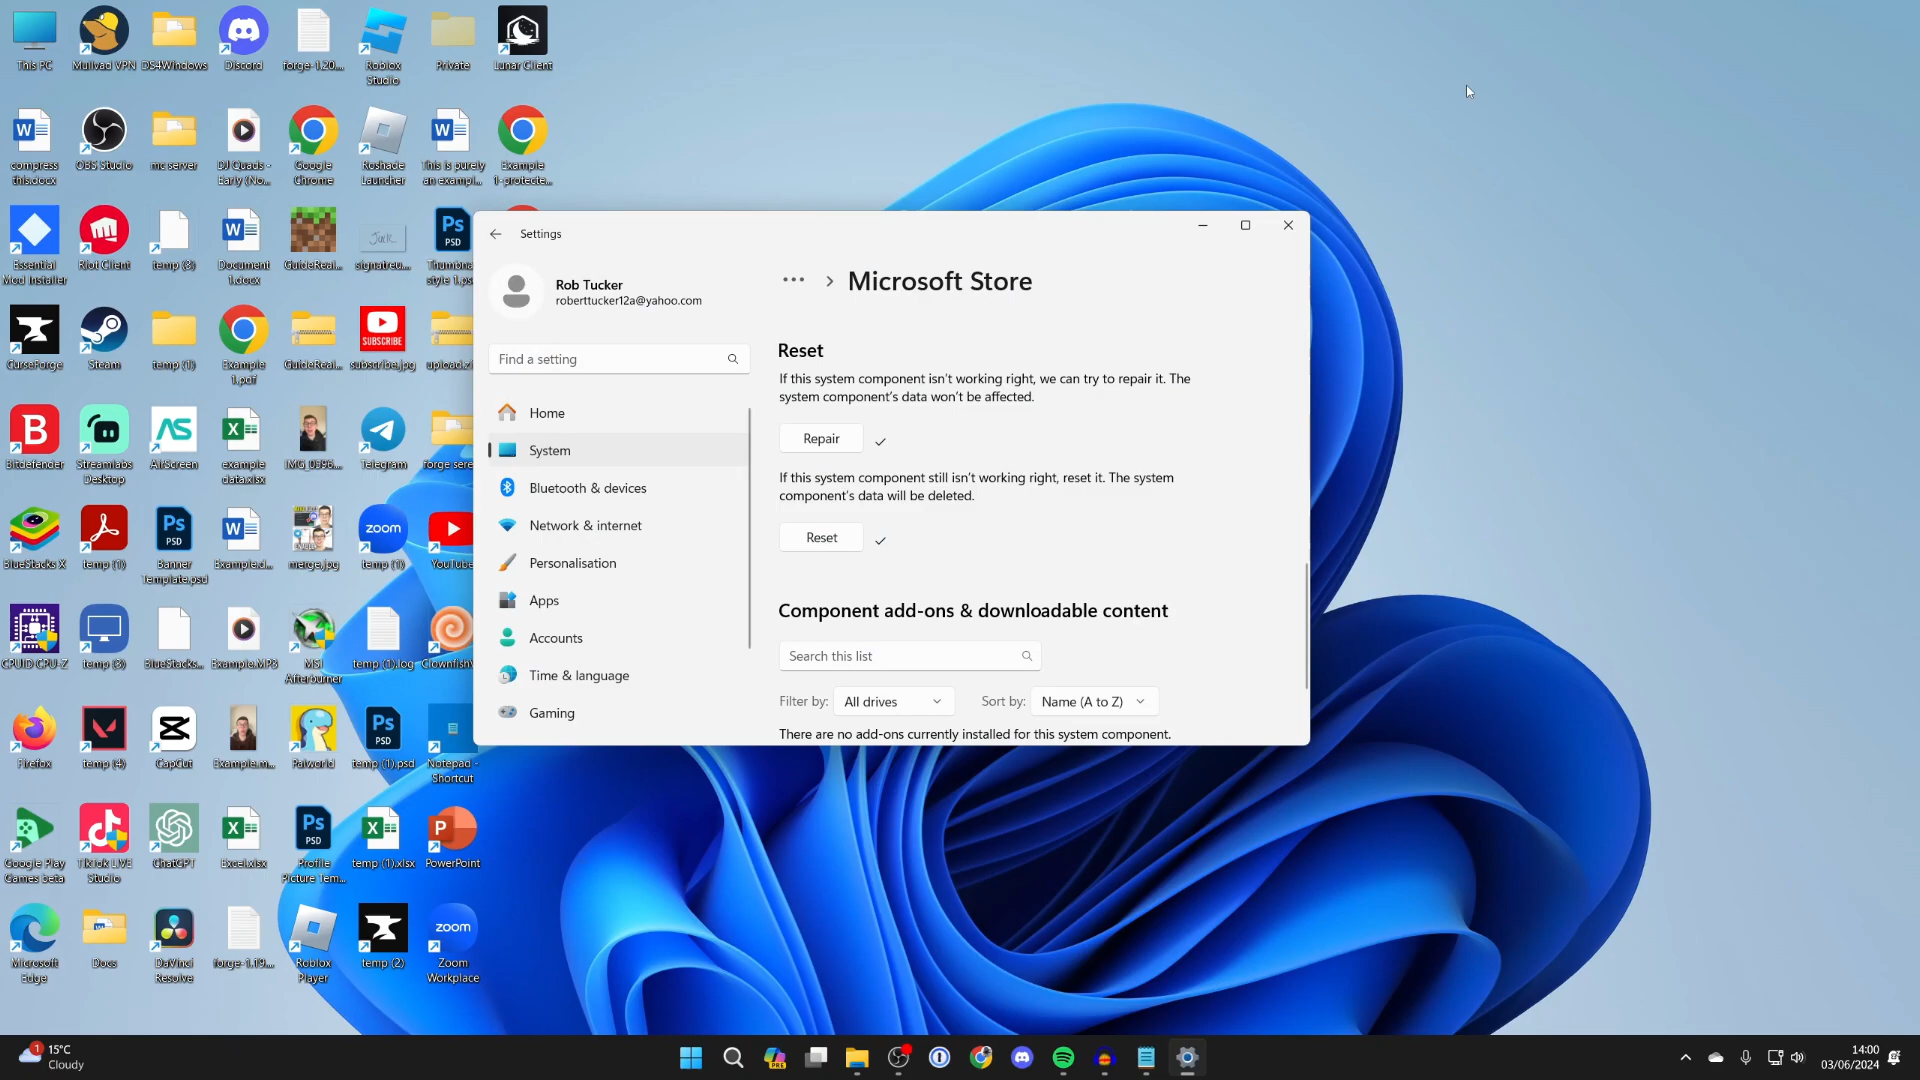 This PC
Mullvad VPN
DS4Windows
Discord
forge-1.20....
Roblox
Studio
Private
Lunar Client
compress
this.docx
OBS Studio
mc server
DJ Quads -
Early (No...
Google
Chrome
Roshade
Launcher
This is purely
an exampl...
Example
1-protecte...
Essential
Mod Installer
Riot Client
temp (3)
Document
1.docx
GuideReal...
signatreu...
Thumbna
style 1.ps
CurseForge
Steam
temp (1)
Example
1.pdf
GuideReal...
SUBSCRIBE
subscribe.jpg
upload.zi
Bitdefender
Streamlabs
Desktop
AirScreen
example
data.xlsx
IMG_0396...
Telegram
forge sere
BlueStacks X
temp (1)
Banner
Template.psd
Example.d...
merge.jpg
zoom
temp (1)
YouTube
CPUID CPU-Z
temp (3)
BlueStacks...
Example.MP3
MSI
Afterburner
temp (1).log
ClownfishV
Firefox
temp (4)
CapCut
Example.m...
Palworld
temp (1).psd
Notepad -
Shortcut
Google Play
Games beta
TikTok LIVE
Studio
ChatGPT
Excel.xlsx
Profile
Picture Tem...
temp (1).xlsx
PowerPoint
Microsoft
Edge
Docs
DaVinci
Resolve
forge-1.19....
Roblox
Player
temp (2)
zoom
Zoom
Workplace
Settings
Rob Tucker
roberttucker12a@yahoo.com
Find a setting
Home
System
Bluetooth & devices
Network & internet
Personalisation
Apps
Accounts
Time & language
Gaming
... > Microsoft Store
Reset
If this system component isn't working right, we can try to repair it. The
system component's data won't be affected.
Repair
If this system component still isn't working right, reset it. The system
component's data will be deleted.
Reset
Component add-ons & downloadable content
Search this list
Filter by: All drives
Sort by: Name (A to Z)
There are no add-ons currently installed for this system component.
1
15°C
Cloudy
PRE
14:00
03/06/2024